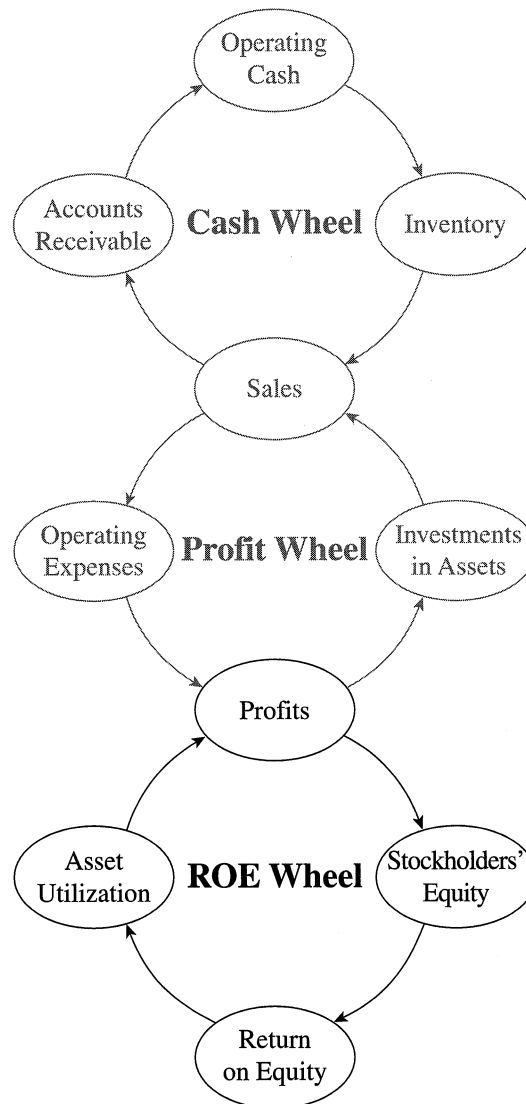 Operating
Cash
Accounts
Receivable
Cash Wheel
Inventory
Sales
Operating
Expenses
Profit Wheel
Investments
in Assets
Profits
Asset
Utilization
ROE Wheel
Stockholders'
Equity
Return
on Equity